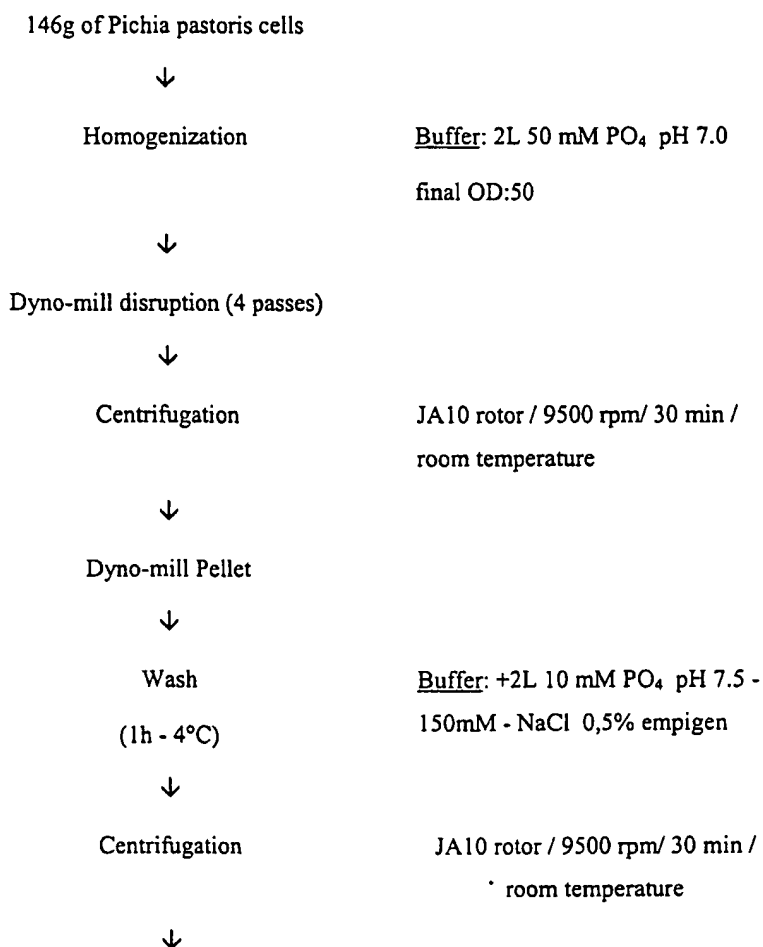 146g of Pichia pastoris cells
↓
Homogenization
Buffer: 2L 50 mM PO₄ pH 7.0
final OD:50
↓
Dyno-mill disruption (4 passes)
↓
Centrifugation
JA10 rotor / 9500 rpm/ 30 min /
room temperature
↓
Dyno-mill Pellet
↓
Wash
(1h - 4°C)
Buffer: +2L 10 mM PO₄ pH 7.5 -
150mM - NaCl 0,5% empigen
↓
Centrifugation
JA10 rotor / 9500 rpm/ 30 min /
room temperature
↓